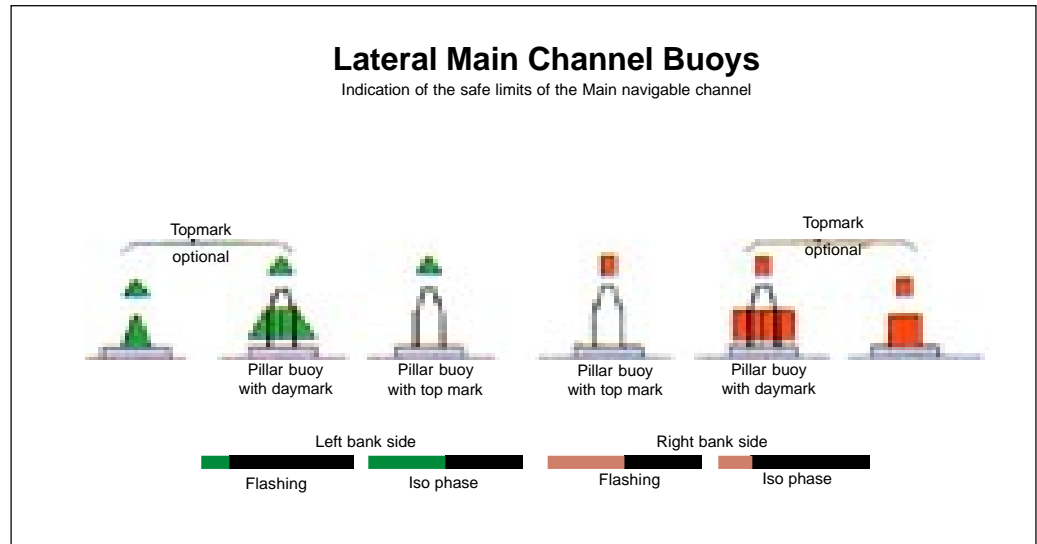 Lateral Main Channel Buoys
Indication of the safe limits of the Main navigable channel
Topmark
optional
Topmark
optional
Pillar buoy
with daymark
Pillar buoy
with top mark
Pillar buoy
with top mark
Pillar buoy
with daymark
Left bank side
Right bank side
Flashing
Iso phase
Flashing
Iso phase